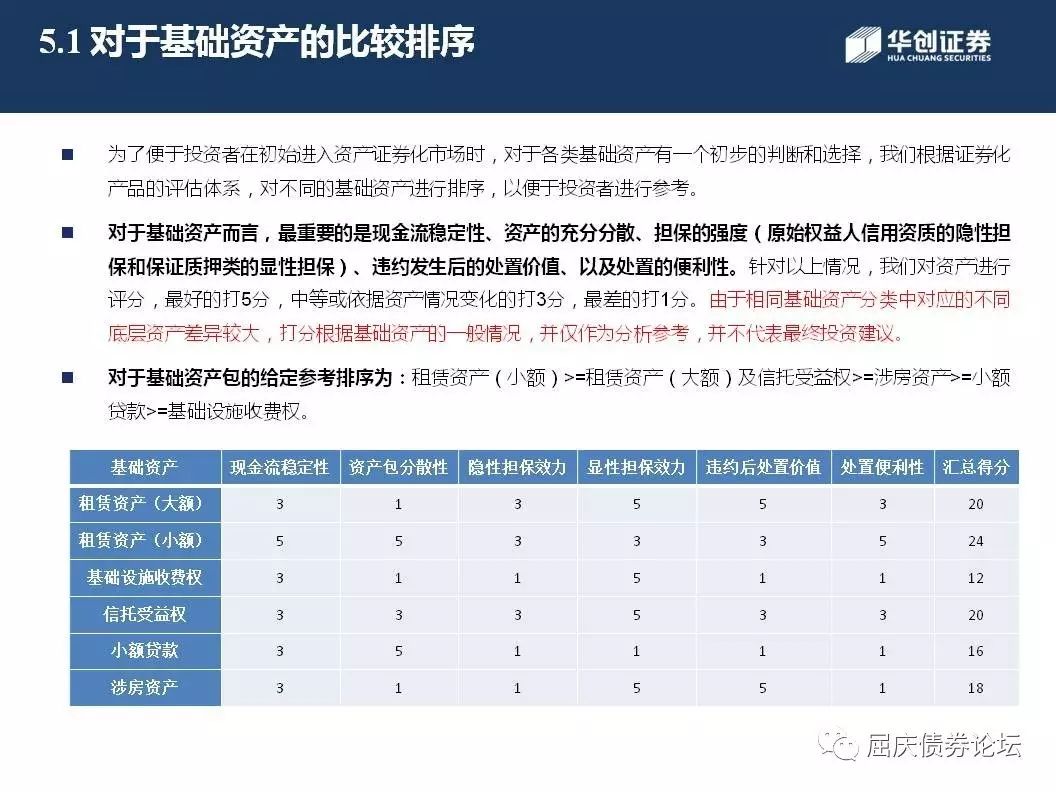 5.1 对于基础资产的比较排序
华创证券
HUA CHUANG SECURITIES
为了便于投资者在初始进入资产证券化市场时，对于各类基础资产有一个初步的判断和选择，我们根据证券化
产品的评估体系，对不同的基础资产进行排序，以便于投资者进行参考。
对于基础资产而言，最重要的是现金流稳定性、资产的充分分散、担保的强度（原始权益人信用资质的隐性担
保和保证质押类的显性担保）、违约发生后的处置价值、以及处置的便利性。针对以上情况，我们对资产进行
评分，最好的打5分，中等或依据资产情况变化的打3分，最差的打1分。由于相同基础资产分类中对应的不同
底层资产差异较大，打分根据基础资产的一般情况，并仅作为分析参考，并不代表最终投资建议。
对于基础资产包的给定参考排序为：租赁资产（小额）>=租赁资产（大额）及信托受益权>=涉房资产>=小额
贷款>=基础设施收费权。
基础资产 现金流稳定性 资产包分散性 隐性担保效力 显性担保效力 违约后处置价值 处置便利性 汇总得分
租赁资产（大额） 3 1 3 5 5 3 20
租赁资产（小额） 5 5 3 3 3 5 24
基础设施收费权 3 1 1 5 1 1 12
信托受益权 3 3 3 5 3 3 20
小额贷款 3 5 1 1 1 1 16
涉房资产 3 1 1 5 5 1 18
屈庆债券论坛